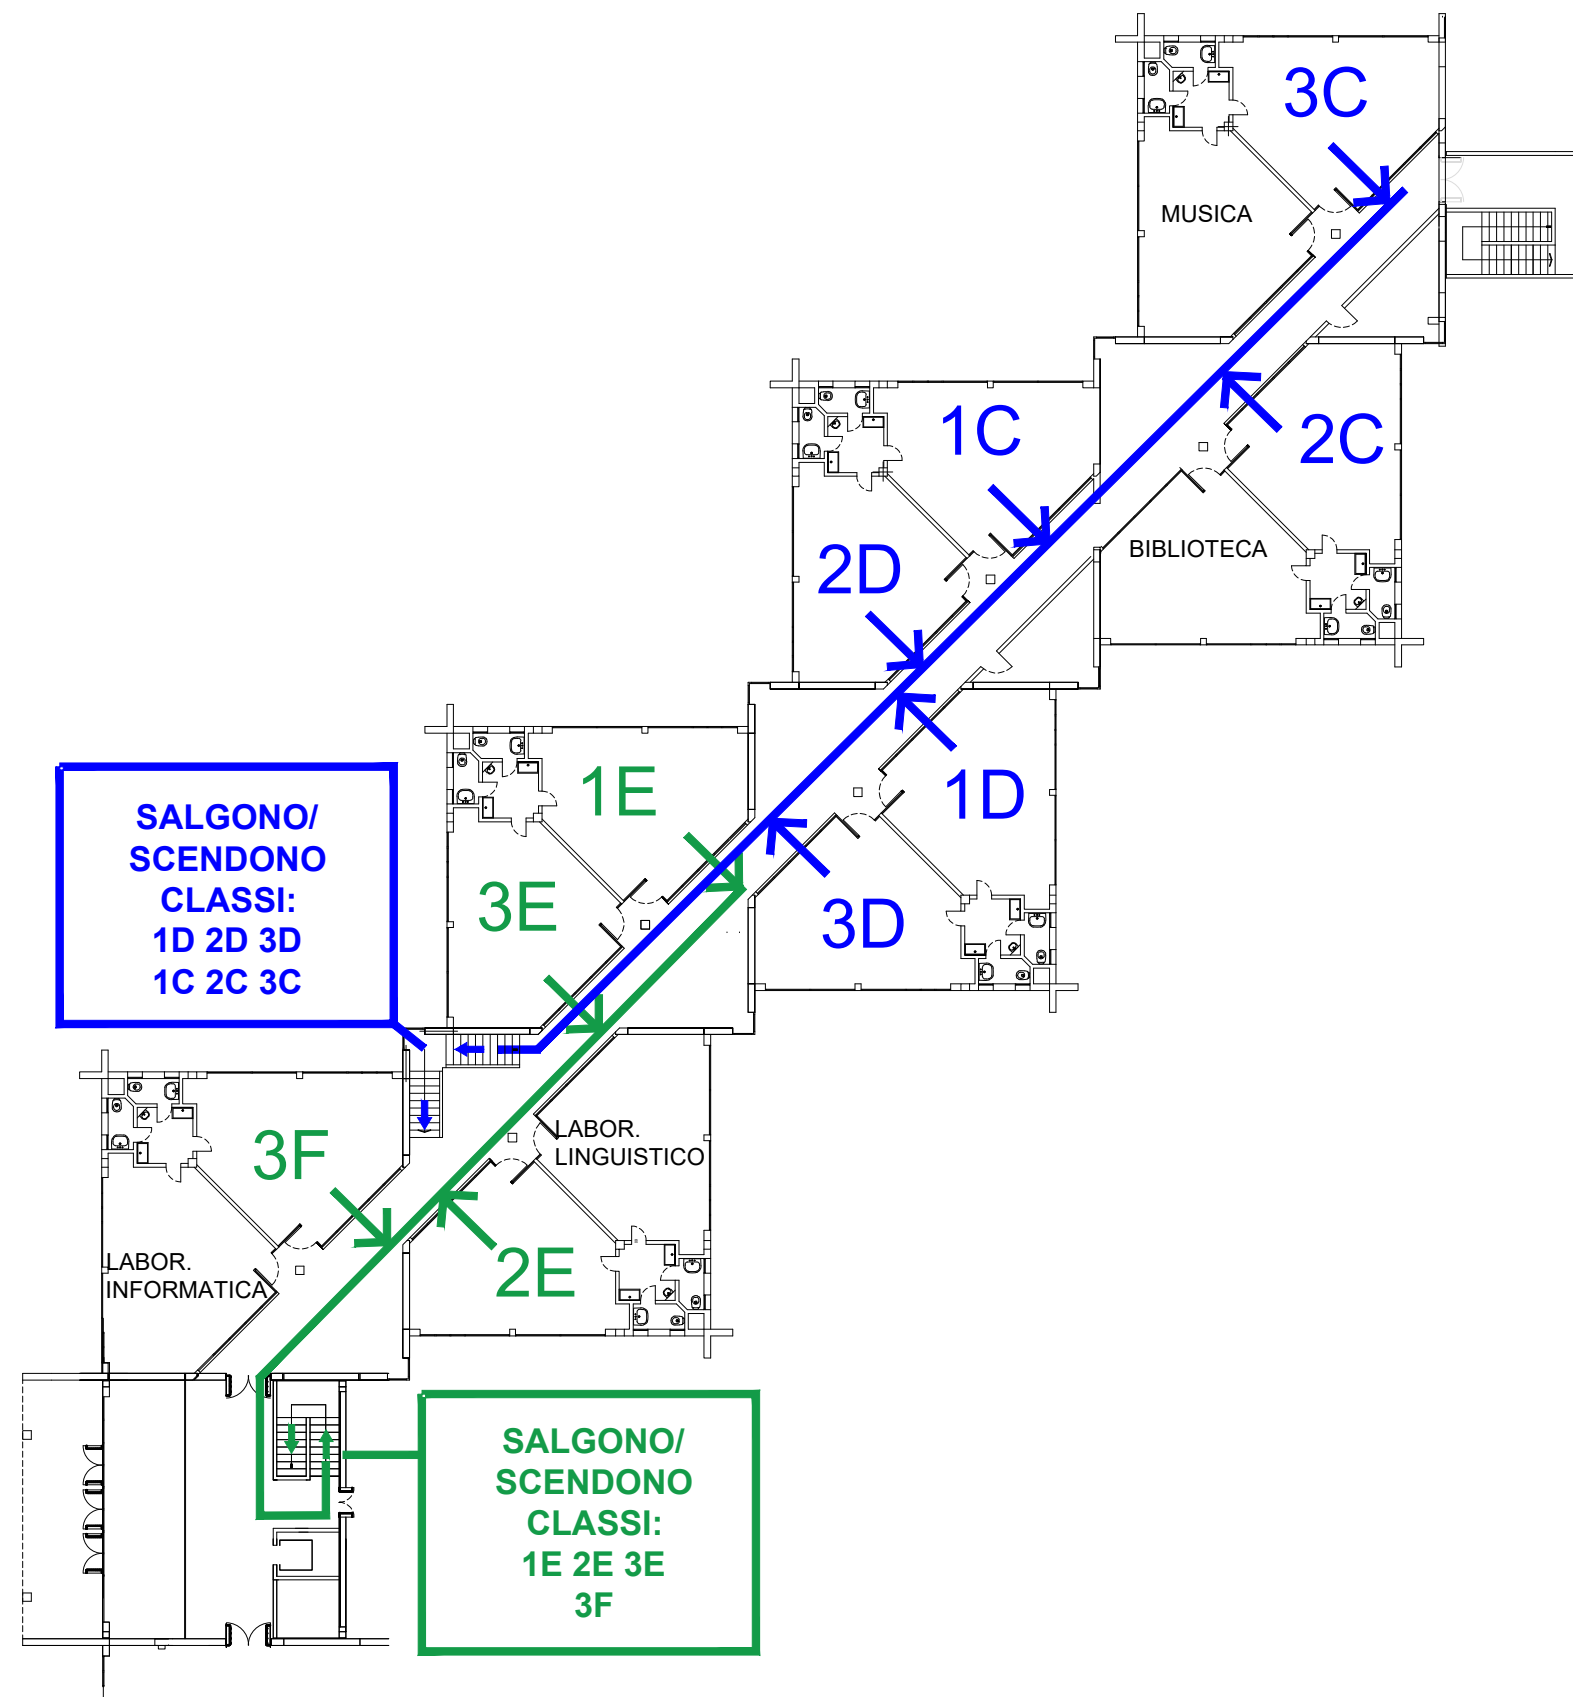 3C
MUSICA
1C
2C
2D
BIBLIOTECA
1E
1D
3E
3D
SALGONO/
SCENDONO
CLASSI:
1D 2D 3D
1C 2C 3C
3F
LABOR.
LINGUISTICO
2E
LABOR.
INFORMATICA
SALGONO/
SCENDONO
CLASSI:
1E 2E 3E
3F